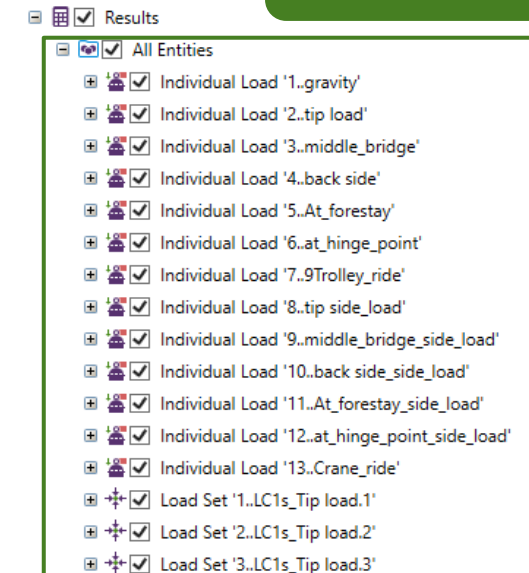 Results
All Entities
Individual Load '1..gravity'
Individual Load '2..tip load'
Individual Load '3..middle_bridge'
Individual Load '4..back side'
Individual Load '5..At_forestay'
Individual Load '6..at_hinge_point'
Individual Load '7..9Trolley_ride'
Individual Load '8..tip side_load'
Individual Load '9..middle_bridge_side_load'
Individual Load '10..back side_side_load'
Individual Load '11..At_forestay_side_load'
Individual Load '12..at_hinge_point_side_load'
Individual Load '13..Crane_ride'
Load Set '1..LC1s_Tip load.1'
Load Set '2..LC1s_Tip load.2'
Load Set '3..LC1s_Tip load.3'